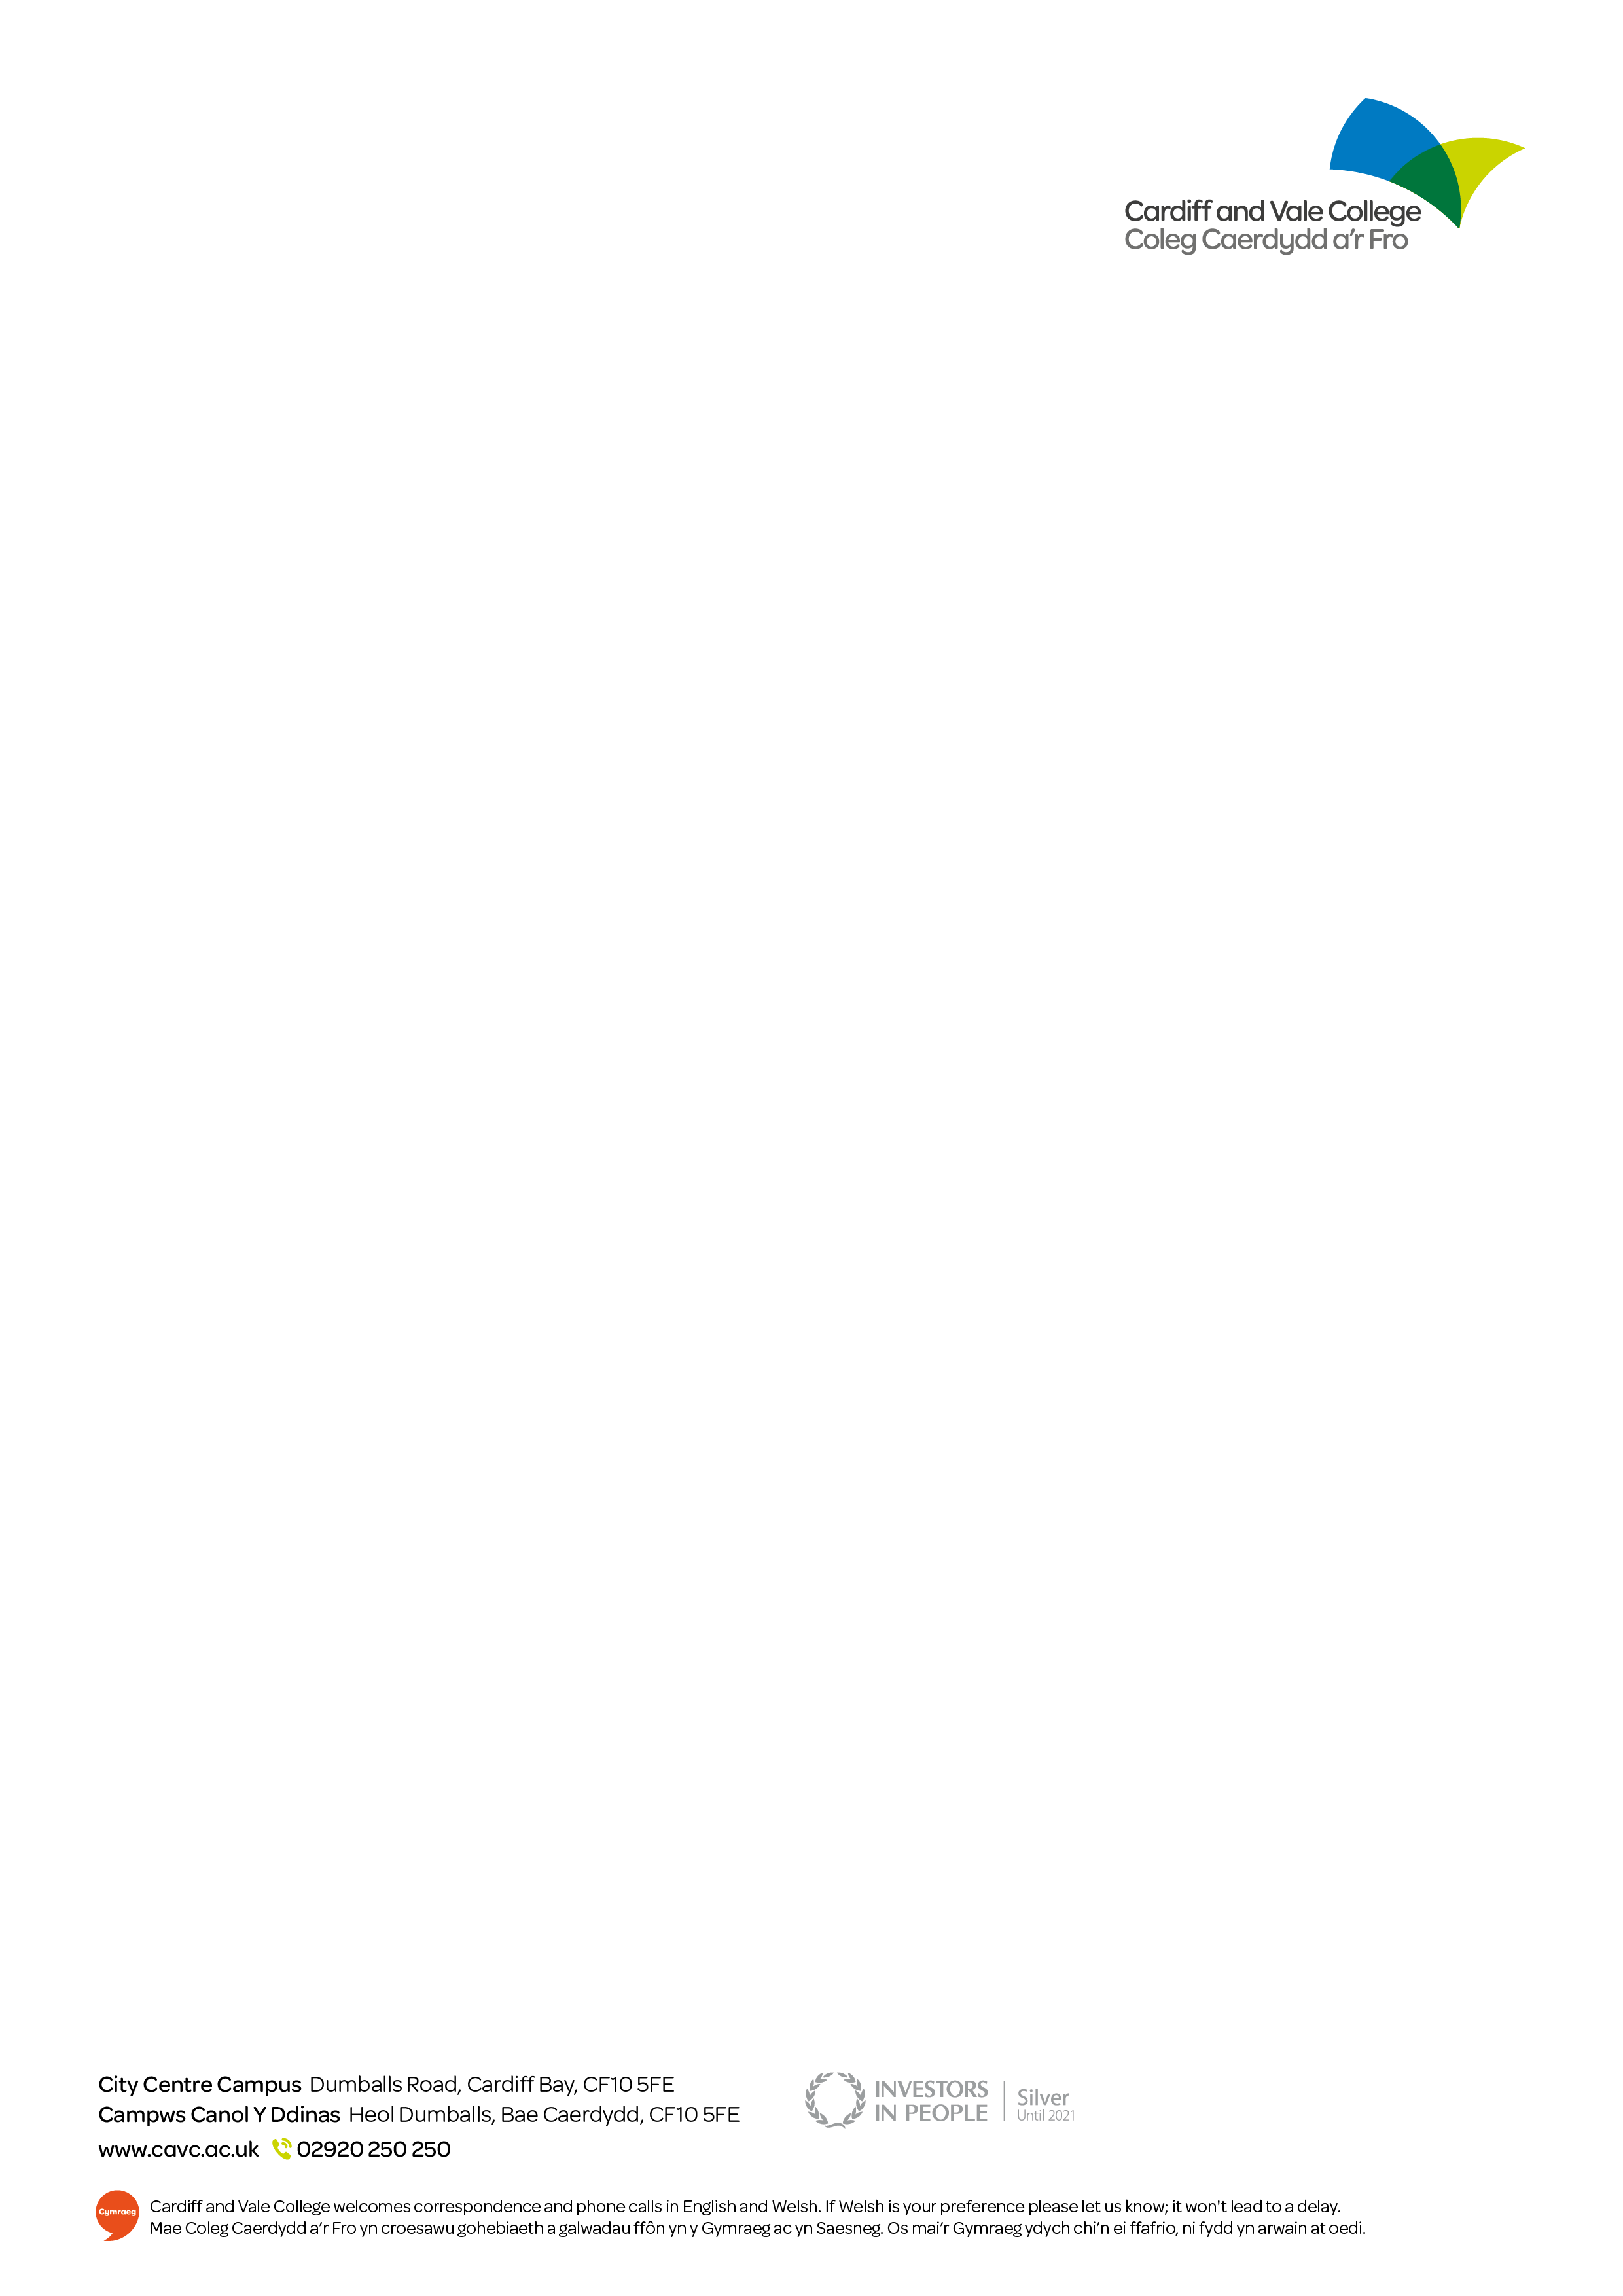 Cardiff and Vale College
Coleg Caerdydd a'r Fro
City Centre Campus Dumballs Road, Cardiff Bay, CF10 5FE
Campws Canol Y Ddinas Heol Dumballs, Bae Caerdydd, CF10 5FE
www.cavc.ac.uk 02920 250 250
INVESTORS
IN PEOPLE
Silver
Until 2021
Cymraeg
Cardiff and Vale College welcomes correspondence and phone calls in English and Welsh. If Welsh is your preference please let us know; it won't lead to a delay.
Mae Coleg Caerdydd a’r Fro yn croesawu gohebiaeth a galwadau ffôn yn y Gymraeg ac yn Saesneg. Os mai’r Gymraeg ydych chi’n ei ffafrio, ni fydd yn arwain at oedi.